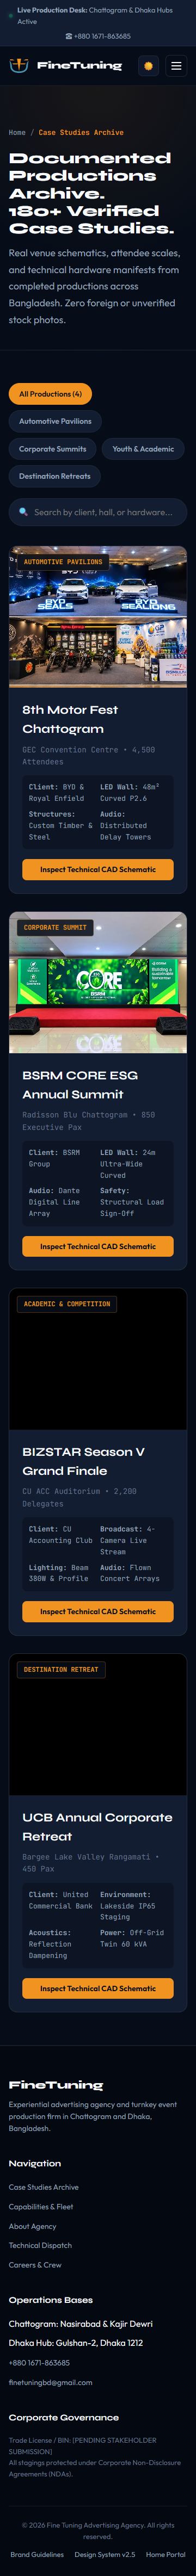 Live Production Desk: Chattogram & Dhaka Hubs
Active
☎ +880 1671-863685
FineTuning
Home / Case Studies Archive
Documented
Productions
Archive.
180+ Verified
Case Studies.
Real venue schematics, attendee scales,
and technical hardware manifests from
completed productions across
Bangladesh. Zero foreign or unverified
stock photos.
All Productions (4)
Automotive Pavilions
Corporate Summits
Youth & Academic
Destination Retreats
Search by client, hall, or hardware...
AUTOMOTIVE PAVILIONS
8th Motor Fest
Chattogram
GEC Convention Centre • 4,500
Attendees
Client: BYD &
Royal Enfield
LED Wall: 48m²
Curved P2.6
Structures:
Custom Timber &
Steel
Audio:
Distributed
Delay Towers
Inspect Technical CAD Schematic
CORPORATE SUMMIT
CORE
BSRM
BSRM CORE ESG
Annual Summit
Radisson Blu Chattogram • 850
Executive Pax
Client: BSRM
Group
LED Wall: 24m
Ultra-Wide
Curved
Audio: Dante
Digital Line
Array
Safety:
Structural Load
Sign-Off
Inspect Technical CAD Schematic
ACADEMIC & COMPETITION
BIZSTAR Season V
Grand Finale
CU ACC Auditorium • 2,200
Delegates
Client: CU
Accounting Club
Broadcast: 4-
Camera Live
Stream
Lighting: Beam
380W & Profile
Audio: Flown
Concert Arrays
Inspect Technical CAD Schematic
DESTINATION RETREAT
UCB Annual Corporate
Retreat
Bargee Lake Valley Rangamati •
450 Pax
Client: United
Commercial Bank
Environment:
Lakeside IP65
Staging
Acoustics:
Reflection
Dampening
Power: Off-Grid
Twin 60 kVA
Inspect Technical CAD Schematic
FineTuning
Experiential advertising agency and turnkey event
production firm in Chattogram and Dhaka,
Bangladesh.
Navigation
Case Studies Archive
Capabilities & Fleet
About Agency
Technical Dispatch
Careers & Crew
Operations Bases
Chattogram: Nasirabad & Kajir Dewri
Dhaka Hub: Gulshan-2, Dhaka 1212
+880 1671-863685
finetuningbd@gmail.com
Corporate Governance
Trade License / BIN: [PENDING STAKEHOLDER
SUBMISSION]
All stagings protected under Corporate Non-Disclosure
Agreements (NDAs).
© 2026 Fine Tuning Advertising Agency. All rights
reserved.
Brand Guidelines
Design System v2.5
Home Portal